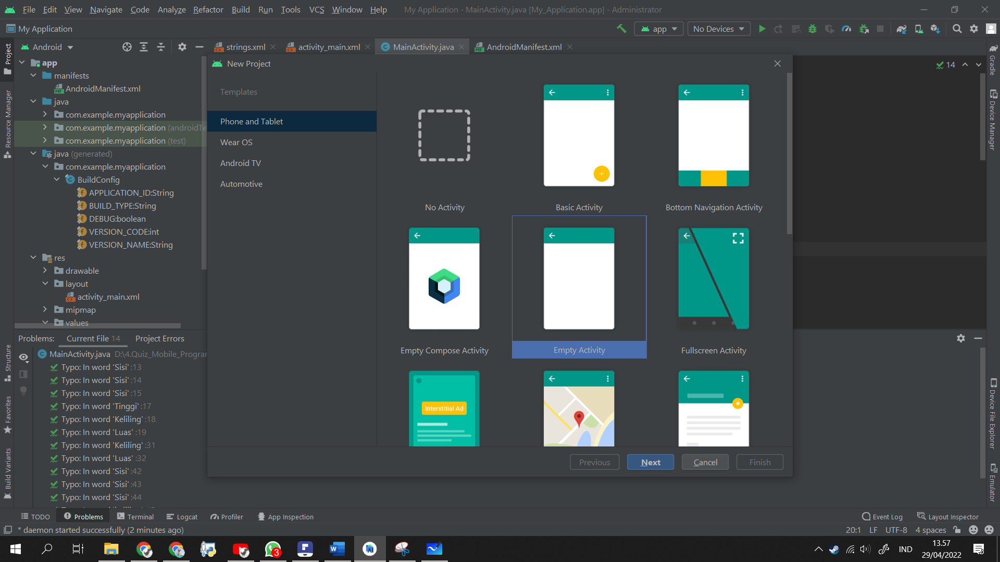 File Edit View Navigate Code Analyze Refactor Build Run Tools VCS Window Help My Application - MainActivity.java [My_Application.app] - Administrator
My Application app No Devices
Android strings.xml activity_main.xml MainActivity.java AndroidManifest.xml
Project
Resource Manager
Structure
Favorites
Build Variants
app
manifests
AndroidManifest.xml
java
com.example.myapplication
com.example.myapplication (androidTe
com.example.myapplication (test)
java (generated)
com.example.myapplication
BuildConfig
APPLICATION_ID:String
BUILD_TYPE:String
DEBUG:boolean
VERSION_CODE:int
VERSION_NAME:String
res
drawable
layout
activity_main.xml
mipmap
values
New Project
Templates
Phone and Tablet
Wear OS
Android TV
Automotive
No Activity Basic Activity Bottom Navigation Activity
Empty Compose Activity Empty Activity Fullscreen Activity
Interstitial Ad
Previous Next Cancel Finish
14
Gradle
Device Manager
Device File Explorer
Emulator
Problems: Current File 14 Project Errors
MainActivity.java D:\4.Quiz_Mobile_Progra
Typo: In word 'Sisi' :13
Typo: In word 'Sisi' :14
Typo: In word 'Sisi' :15
Typo: In word 'Tinggi' :17
Typo: In word 'Keliling' :18
Typo: In word 'Luas' :19
Typo: In word 'Keliling' :31
Typo: In word 'Luas' :32
Typo: In word 'Sisi' :42
Typo: In word 'Sisi' :43
Typo: In word 'Sisi' :44
TODO Problems Terminal Logcat Profiler App Inspection Event Log Layout Inspector
* daemon started successfully (2 minutes ago) 20:1 LF UTF-8 4 spaces
3 IND 13.57
29/04/2022